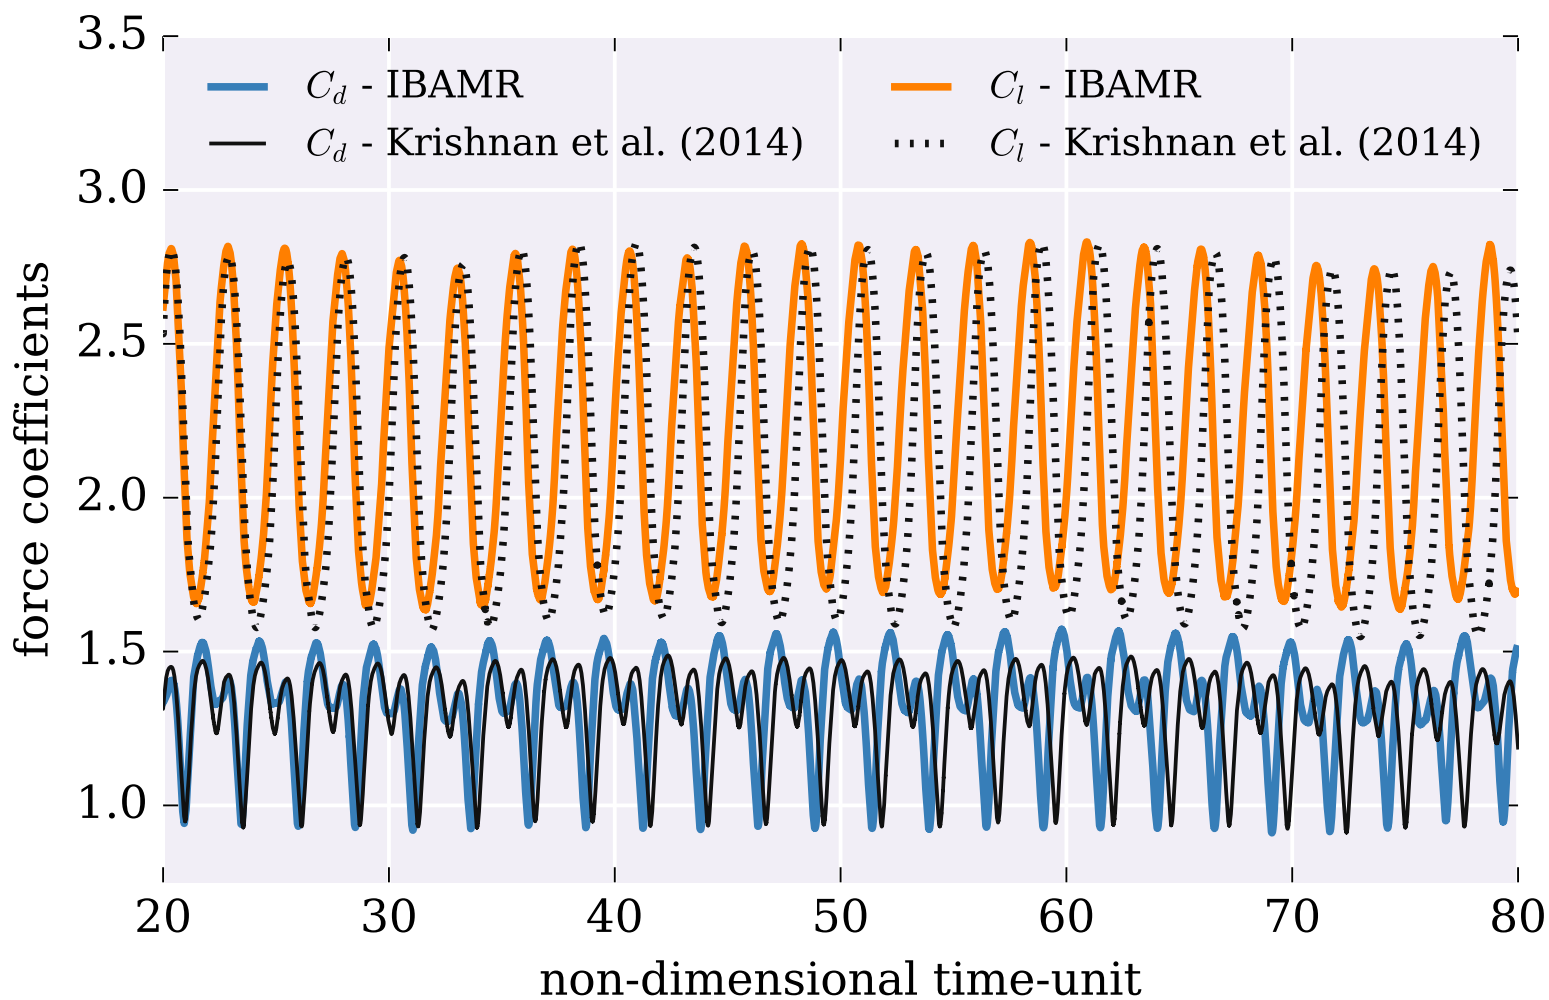 3.5
3.0
2.5
2.0
1.5
1.0
force coefficients
C_d - IBAMR
C_d - Krishnan et al. (2014)
C_l - IBAMR
C_l - Krishnan et al. (2014)
20 30 40 50 60 70 80
non-dimensional time-unit